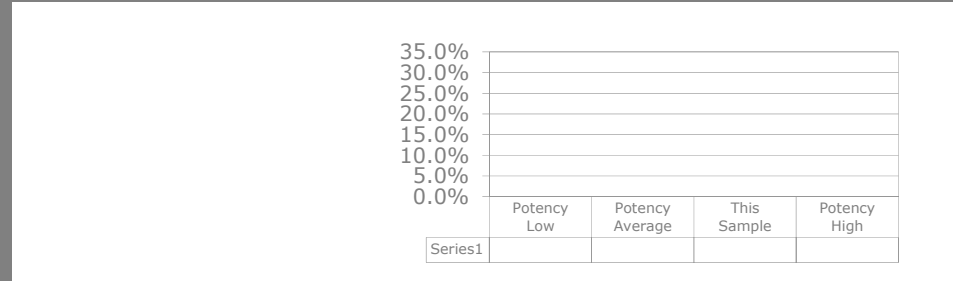 35.0%
30.0%
25.0%
20.0%
15.0%
10.0%
5.0%
0.0%
Potency Low
Potency Average
This Sample
Potency High
Series1